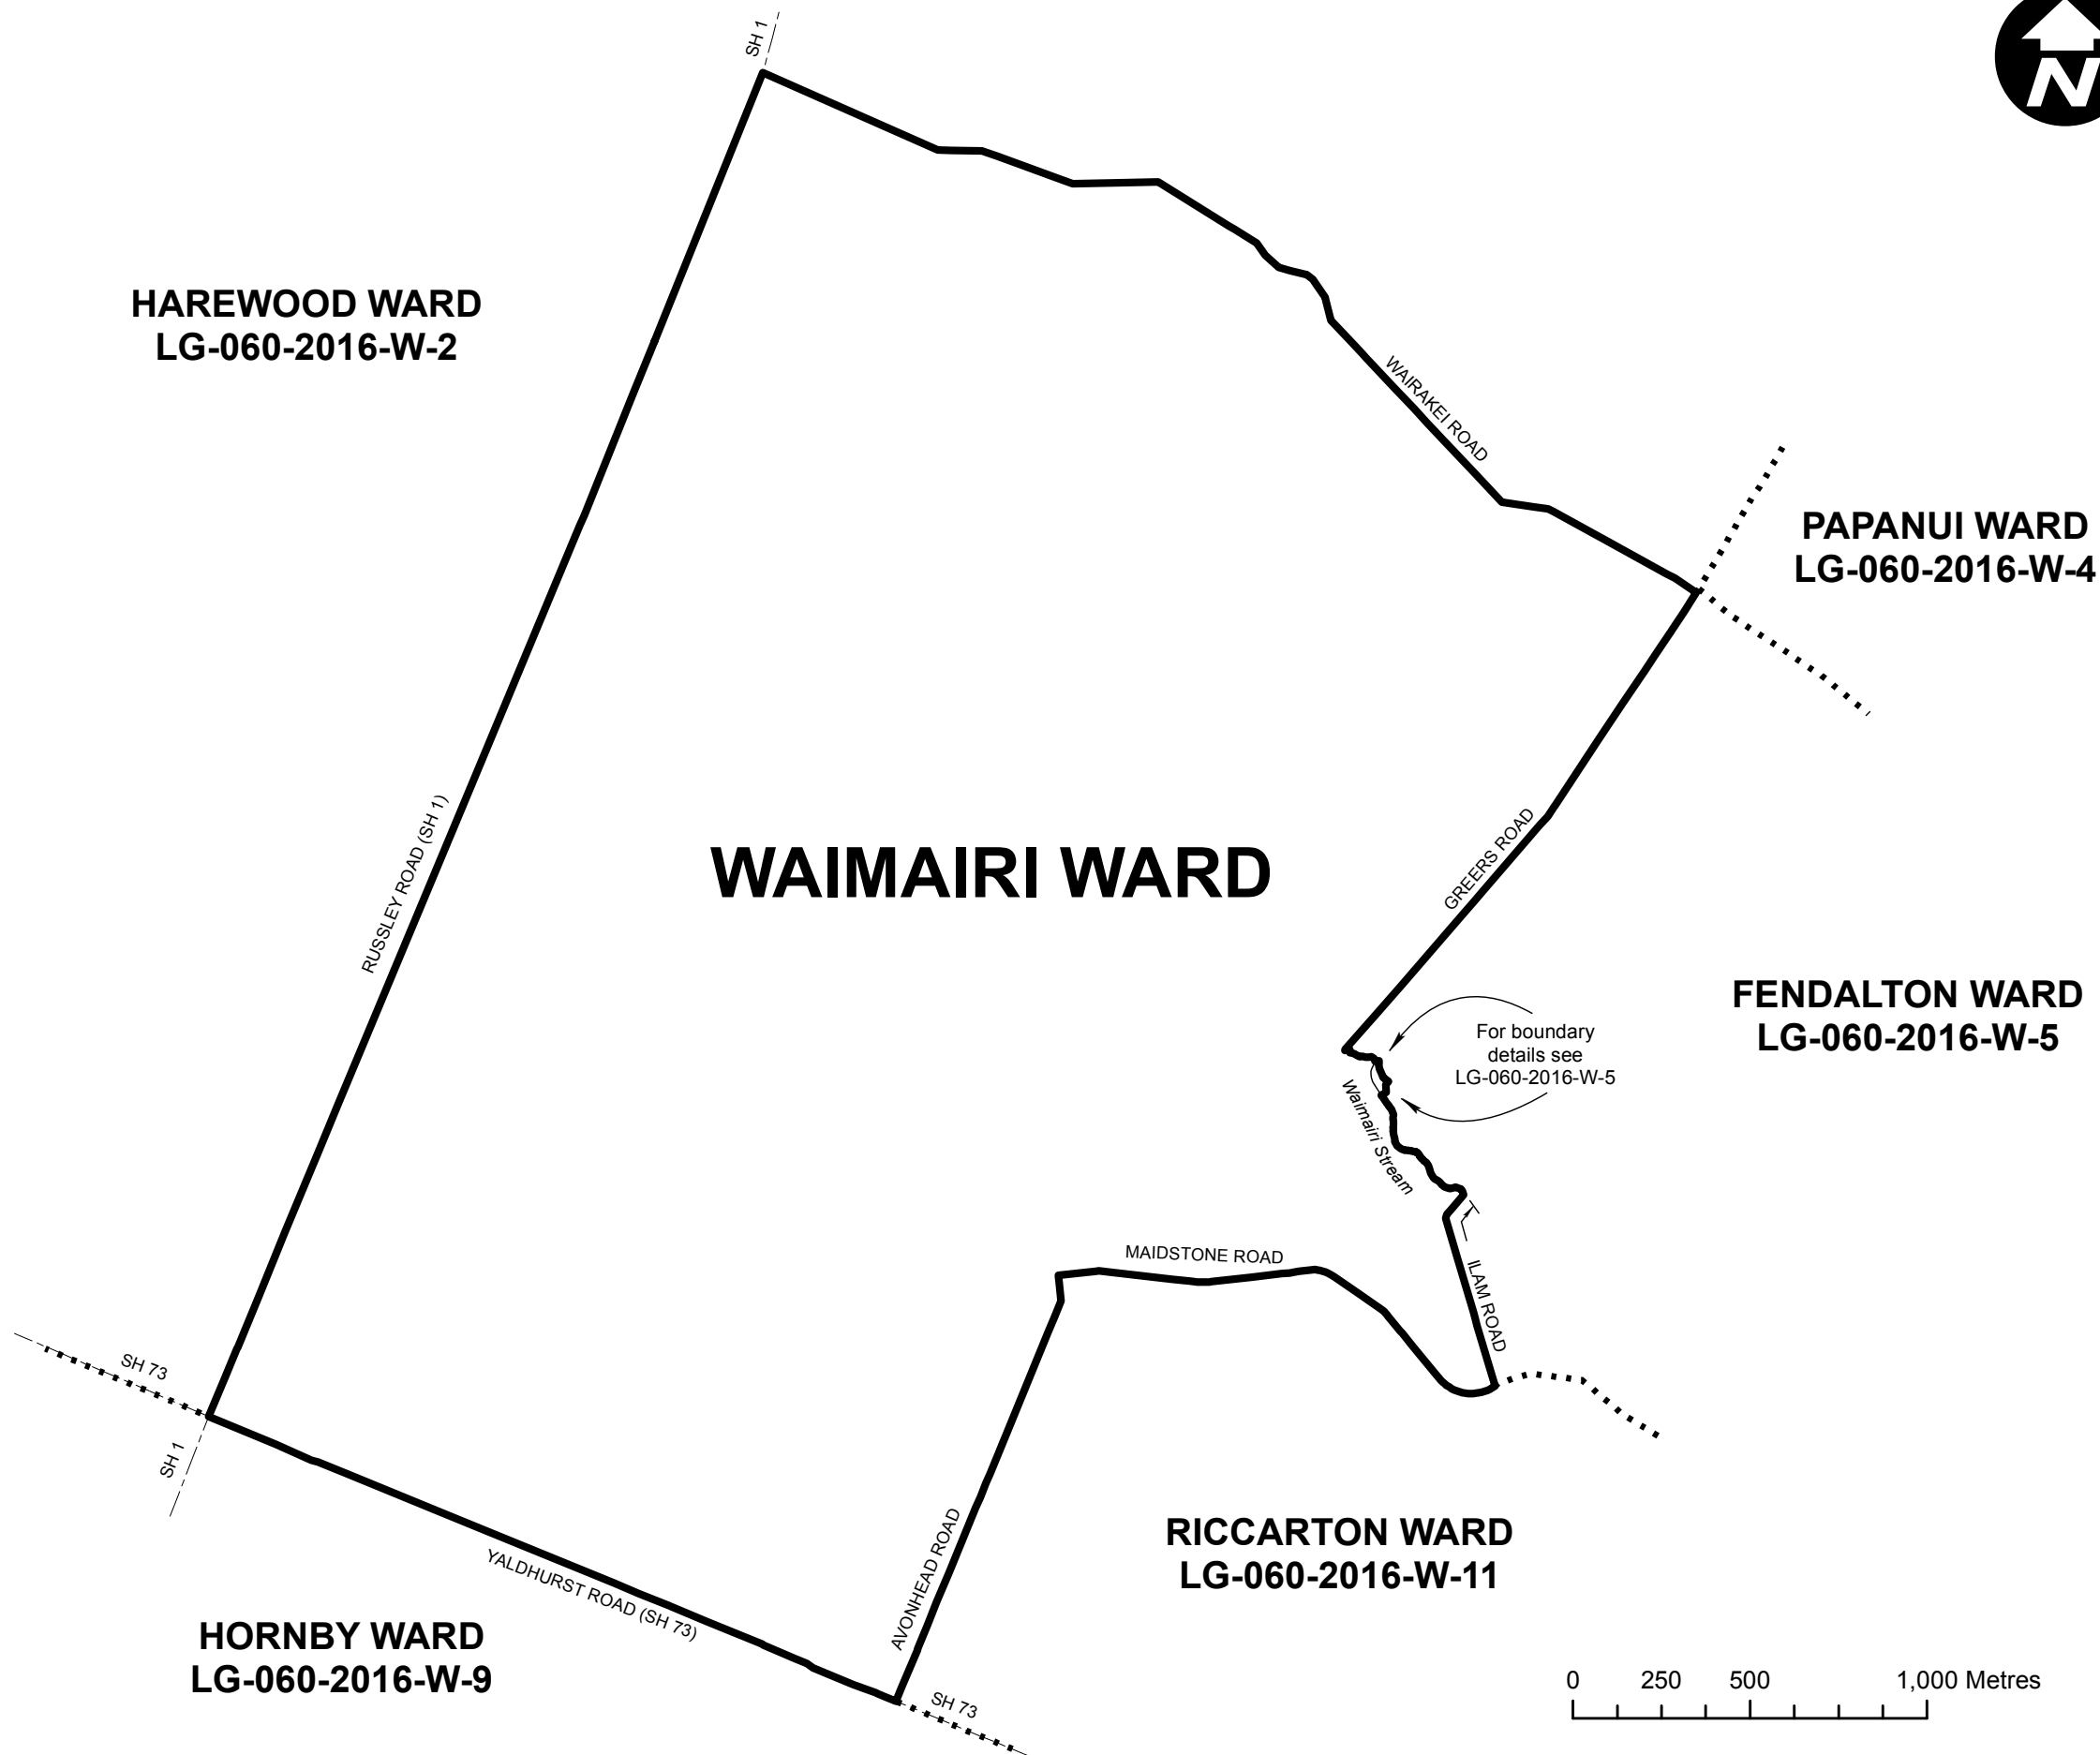 SH 1
N
HAREWOOD WARD
LG-060-2016-W-2
WAIRAKEI ROAD
PAPANUI WARD
LG-060-2016-W-4
RUSSLEY ROAD (SH 1)
WAIMAIRI WARD
GREERS ROAD
FENDALTON WARD
LG-060-2016-W-5
For boundary
details see
LG-060-2016-W-5
Waimairi Stream
MAIDSTONE ROAD
ILAM ROAD
SH 73
SH 1
YALDHURST ROAD (SH 73)
AVONHEAD ROAD
RICCARTON WARD
LG-060-2016-W-11
HORNBY WARD
LG-060-2016-W-9
SH 73
0 250 500 1,000 Metres